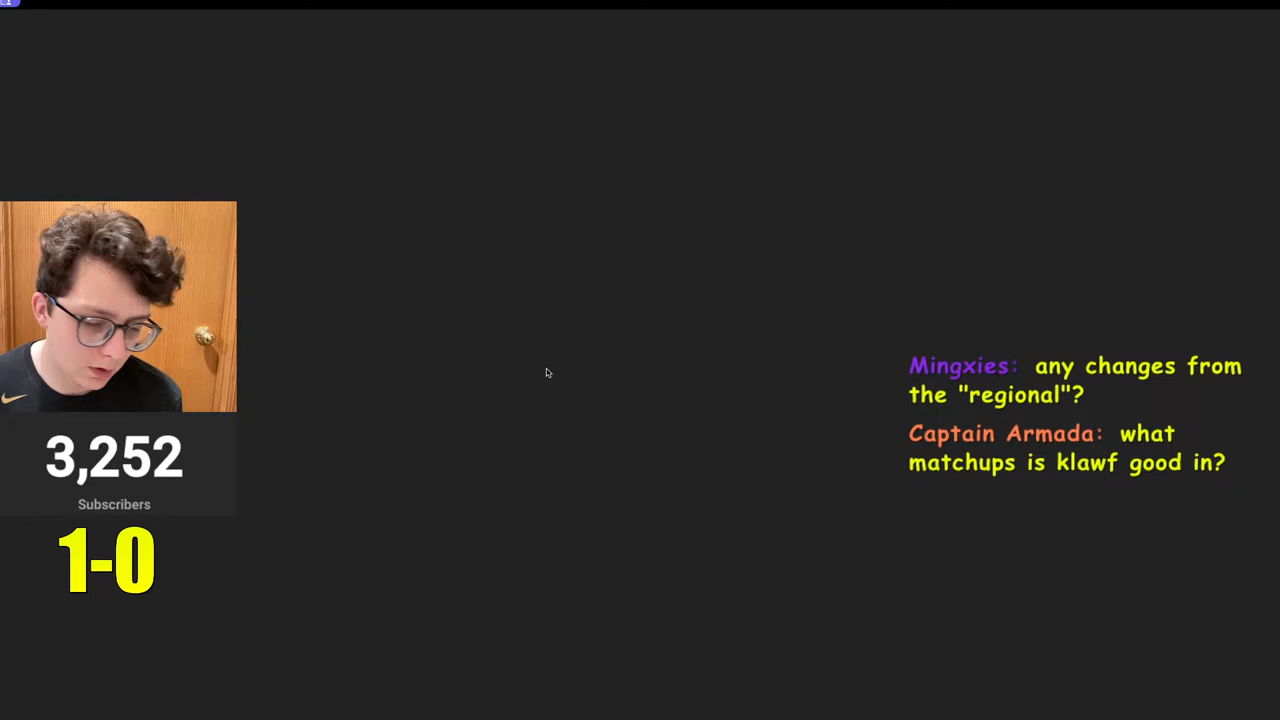 3,252
Subscribers
1-0
Mingxies: any changes from
the "regional"?
Captain Armada: what
matchups is klawf good in?